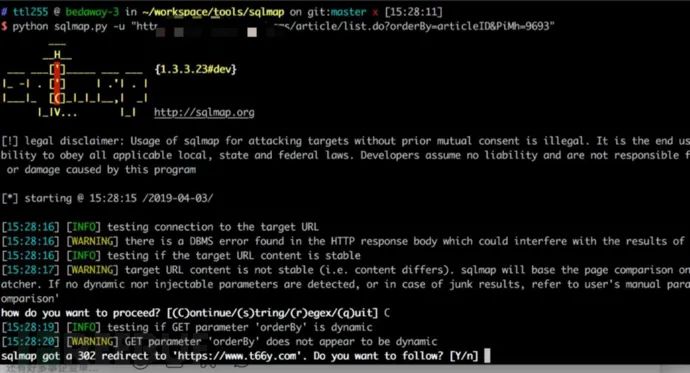 # ttl255 @ bedaway-3 in ~/workspace/tools/sqlmap on git:master x [15:28:11]
$ python sqlmap.py -u "http ms/article/list.do?orderBy=articleID&PiMh=9693"
{1.3.3.23#dev}
http://sqlmap.org
[!] legal disclaimer: Usage of sqlmap for attacking targets without prior mutual consent is illegal. It is the end us
bility to obey all applicable local, state and federal laws. Developers assume no liability and are not responsible f
or damage caused by this program
[*] starting @ 15:28:15 /2019-04-03/
[15:28:16] [INFO] testing connection to the target URL
[15:28:16] [WARNING] there is a DBMS error found in the HTTP response body which could interfere with the results of
[15:28:16] [INFO] testing if the target URL content is stable
[15:28:17] [WARNING] target URL content is not stable (i.e. content differs). sqlmap will base the page comparison on
atcher. If no dynamic nor injectable parameters are detected, or in case of junk results, refer to user's manual para
omparison'
how do you want to proceed? [(C)ontinue/(s)tring/(r)egex/(q)uit] C
[15:28:19] [INFO] testing if GET parameter 'orderBy' is dynamic
[15:28:20] [WARNING] GET parameter 'orderBy' does not appear to be dynamic
sqlmap got a 302 redirect to 'https://www.t66y.com'. Do you want to follow? [Y/n]